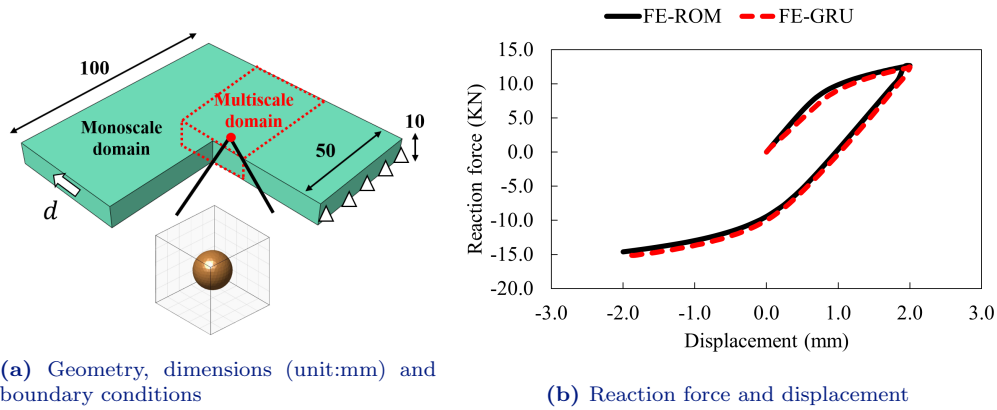 100
Monoscale
domain
Multiscale
domain
10
50
d
(a) Geometry, dimensions (unit:mm) and
boundary conditions
FE-ROM FE-GRU
Reaction force (KN)
15.0
10.0
5.0
0.0
-5.0
-10.0
-15.0
-20.0
-3.0 -2.0 -1.0 0.0 1.0 2.0 3.0
Displacement (mm)
(b) Reaction force and displacement